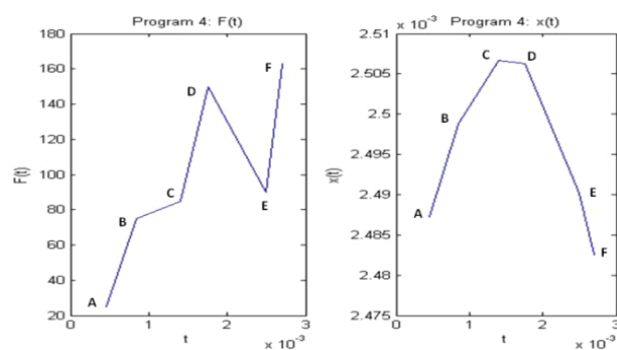 Program 4: F(t)
180
160
140
120
100
80
60
40
20
F(t)
A
B
C
D
E
F
0
1
2
3
t
× 10⁻³
× 10⁻³
Program 4: x(t)
2.51
2.505
2.5
2.495
2.49
2.485
2.48
2.475
x(t)
A
B
C
D
E
F
0
1
2
3
t
× 10⁻³